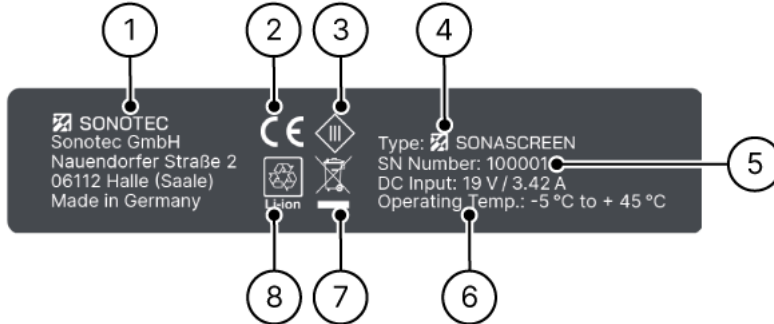 1
2
3
4
SONOTEC
Sonotec GmbH
Nauendorfer Straße 2
06112 Halle (Saale)
Made in Germany
CE
III
Li-ion
Type: SONASCREEN
SN Number: 100001
DC Input: 19 V / 3.42 A
Operating Temp.: -5 °C to + 45 °C
5
8
7
6